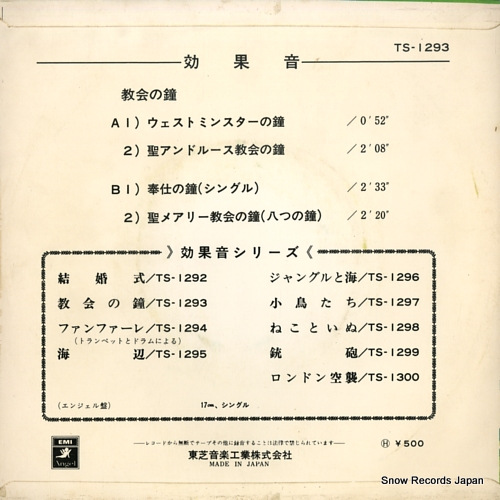 TS-1293
効果音
教会の鐘
A1) ウェストミンスターの鐘 /0'52"
2) 聖アンドルース教会の鐘 /2'08"
B1) 奉仕の鐘(シングル) /2'33"
2) 聖メアリー教会の鐘(八つの鐘) /2'20"
》効果音シリーズ《
結婚式/TS-1292
教会の鐘/TS-1293
ファンファーレ/TS-1294
(トランペットとドラムによる)
海辺/TS-1295
ジャングルと海/TS-1296
小鳥たち/TS-1297
ねこといぬ/TS-1298
銃砲/TS-1299
ロンドン空襲/TS-1300
(エンジェル盤) 17cm、シングル
EMI
Angel
レコードから無断でテープその他に録音することは法律で禁じられています
東芝音楽工業株式会社
MADE IN JAPAN
Ⓗ ¥500
Snow Records Japan